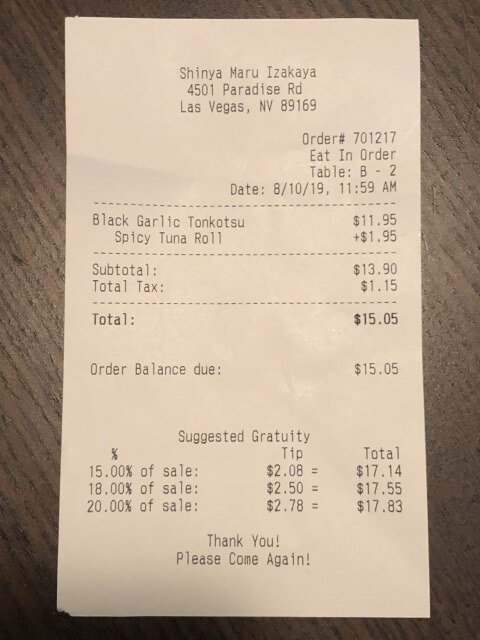 Shinya Maru Izakaya
4501 Paradise Rd
Las Vegas, NV 89169
Order# 701217
Eat In Order
Table: B - 2
Date: 8/10/19, 11:59 AM
Black Garlic Tonkotsu $11.95
Spicy Tuna Roll +$1.95
Subtotal: $13.90
Total Tax: $1.15
Total: $15.05
Order Balance due: $15.05
Suggested Gratuity
% Tip Total
15.00% of sale: $2.08 = $17.14
18.00% of sale: $2.50 = $17.55
20.00% of sale: $2.78 = $17.83
Thank You!
Please Come Again!